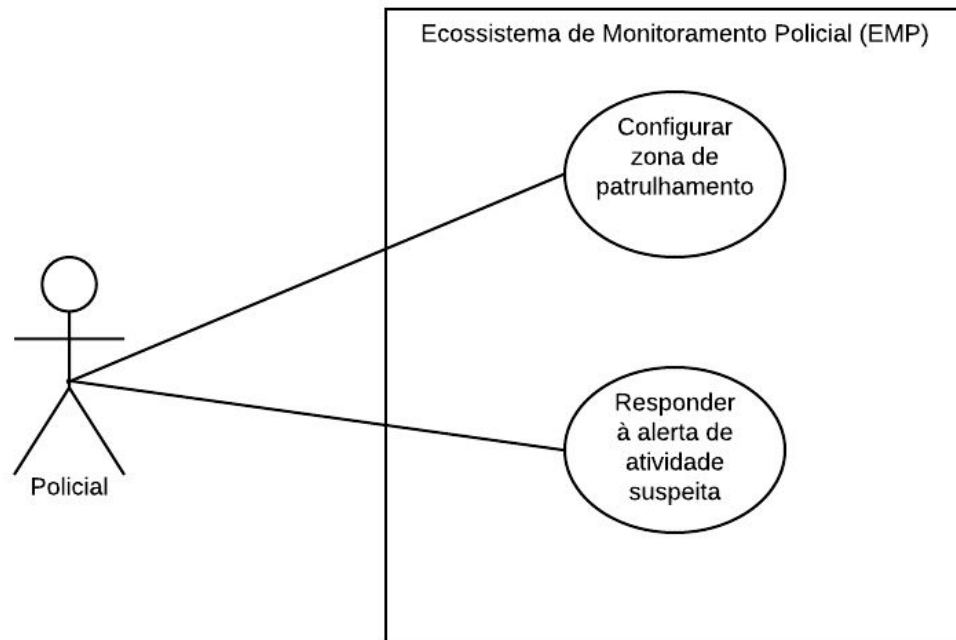 Ecossistema de Monitoramento Policial (EMP)
Configurar
zona de
patrulhamento
Responder
à alerta de
atividade
suspeita
Policial